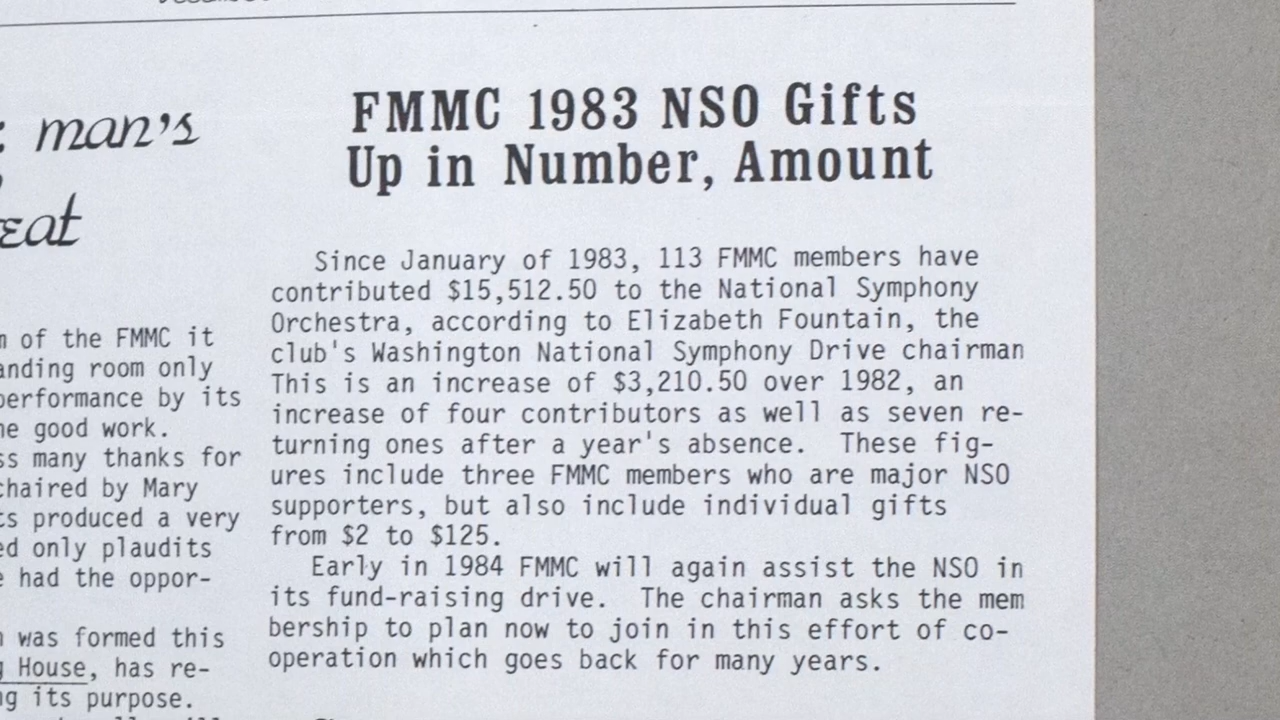 man's
FMMC 1983 NSO Gifts
Up in Number, Amount
Since January of 1983, 113 FMMC members have
contributed $15,512.50 to the National Symphony
Orchestra, according to Elizabeth Fountain, the
club's Washington National Symphony Drive chairman
This is an increase of $3,210.50 over 1982, an
increase of four contributors as well as seven re-
turning ones after a year's absence. These fig-
ures include three FMMC members who are major NSO
supporters, but also include individual gifts
from $2 to $125.
Early in 1984 FMMC will again assist the NSO in
its fund-raising drive. The chairman asks the mem
bership to plan now to join in this effort of co-
operation which goes back for many years.
of the FMMC it
room only
performance by its
good work.
many thanks for
chaired by Mary
produced a very
only plaudits
had the oppor-
was formed this
House, has re-
its purpose.